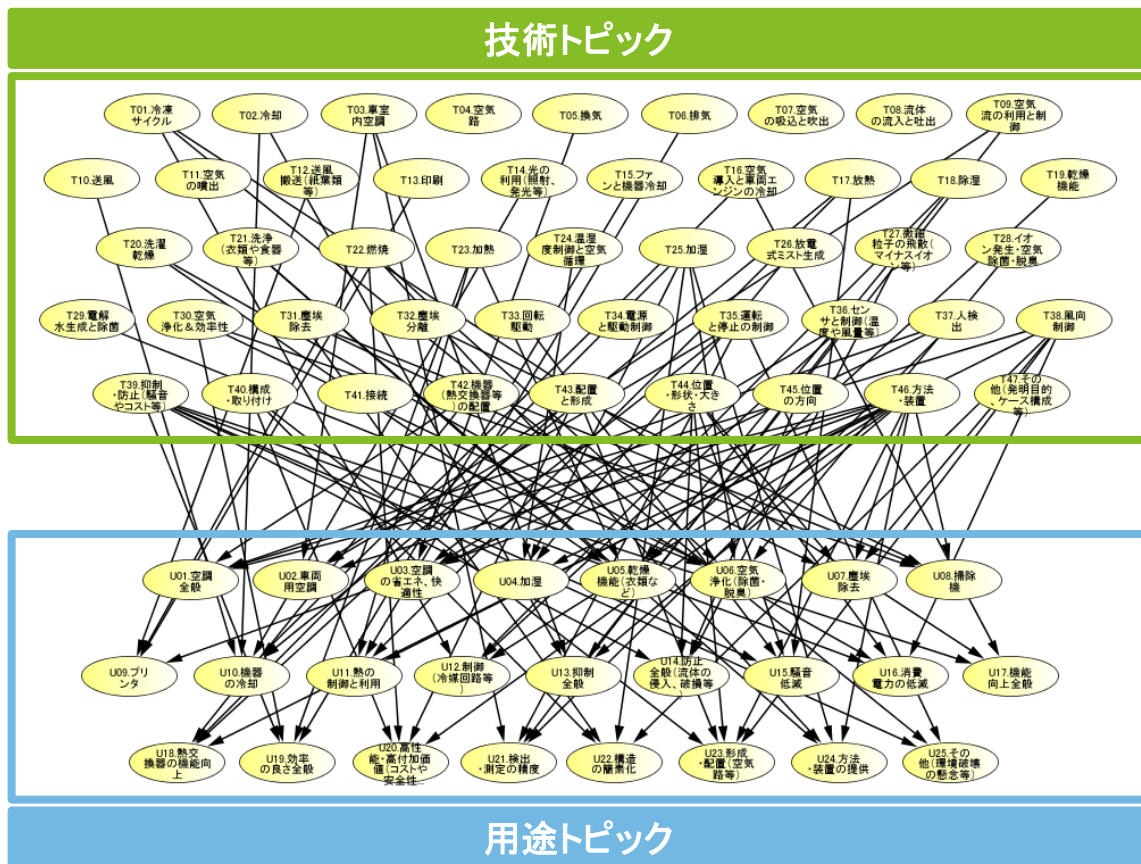 技術トピック
T01.冷凍
サイクル
T02.冷却
T03.車室
内空調
T04.空気
路
T05.換気
T06.排気
T07.空気
の吸込と吹出
T08.流体
の流入と吐出
T09.空気
流の利用と制
御
T10.送風
T11.空気
の噴出
T12.送風
搬送(紙葉類
等)
T13.印刷
T14.光の
利用(照射、
発光等)
T15.ファ
ンと機器冷却
T16.空気
導入と車両エ
ンジンの冷却
T17.放熱
T18.除湿
T19.乾燥
機能
T20.洗濯
乾燥
T21.洗浄
(衣類や食器
等)
T22.燃焼
T23.加熱
T24.温湿
度制御と空気
循環
T25.加湿
T26.放電
式ミスト生成
T27.微細
粒子の飛散(
マイナスイオ
ン等)
T28.イオ
ン発生・空気
除菌・脱臭
T29.電解
水生成と除菌
T30.空気
浄化&効率性
T31.塵埃
除去
T32.塵埃
分離
T33.回転
駆動
T34.電源
と駆動制御
T35.運転
と停止の制御
T36.セン
サと制御(温
度や風量等)
T37.人検
出
T38.風向
制御
T39.抑制
・防止(騒音
やコスト等)
T40.構成
・取り付け
T41.接続
T42.機器
(熱交換器等
)の配置
T43.配置
と形成
T44.位置
・形状・大き
さ
T45.位置
の方向
T46.方法
・装置
T47.その
他(発明目的
、ケース構成
等)
U01.空調
全般
U02.車両
用空調
U03.空調
の省エネ、快
適性
U04.加湿
U05.乾燥
機能(衣類な
ど)
U06.空気
浄化(除菌・
脱臭)
U07.塵埃
除去
U08.掃除
機
U09.プリ
ンタ
U10.機器
の冷却
U11.熱の
制御と利用
U12.制御
(冷媒回路等
)
U13.抑制
全般
U14.防止
全般(流体の
侵入、破損等
)
U15.騒音
低減
U16.消費
電力の低減
U17.機能
向上全般
U18.熱交
換器の機能向
上
U19.効率
の良さ全般
U20.高性
能・高付加価
値(コストや
安全性...
U21.検出
・測定の精度
U22.構造
の簡素化
U23.形成
・配置(空気
路等)
U24.方法
・装置の提供
U25.その
他(環境破壊
の懸念等)
用途トピック